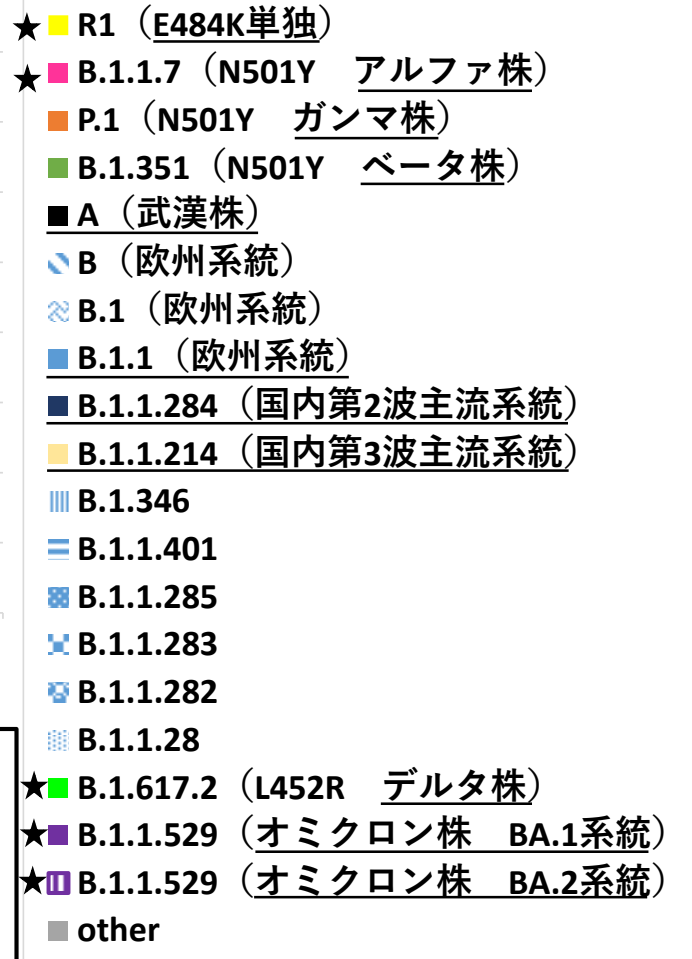 ★ R1（E484K単独）
★ B.1.1.7（N501Y　アルファ株）
P.1（N501Y　ガンマ株）
B.1.351（N501Y　ベータ株）
A（武漢株）
B（欧州系統）
B.1（欧州系統）
B.1.1（欧州系統）
B.1.1.284（国内第2波主流系統）
B.1.1.214（国内第3波主流系統）
B.1.346
B.1.1.401
B.1.1.285
B.1.1.283
B.1.1.282
B.1.1.28
★ B.1.617.2（L452R　デルタ株）
★ B.1.1.529（オミクロン株　BA.1系統）
★ B.1.1.529（オミクロン株　BA.2系統）
other